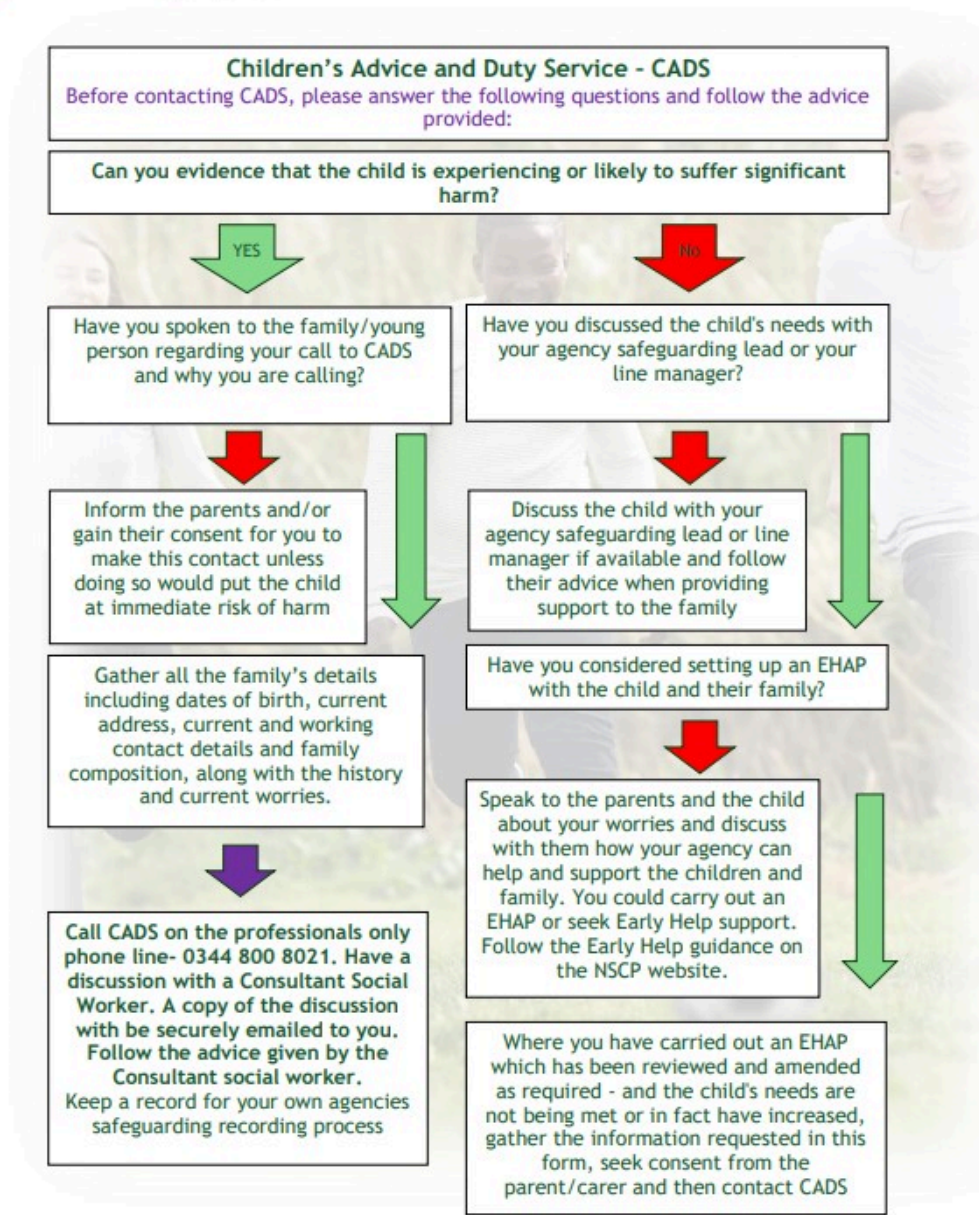 Children's Advice and Duty Service - CADS
Before contacting CADS, please answer the following questions and follow the advice
provided:
Can you evidence that the child is experiencing or likely to suffer significant
harm?
YES
No
Have you spoken to the family/young
person regarding your call to CADS
and why you are calling?
Have you discussed the child's needs with
your agency safeguarding lead or your
line manager?
Inform the parents and/or
gain their consent for you to
make this contact unless
doing so would put the child
at immediate risk of harm
Discuss the child with your
agency safeguarding lead or line
manager if available and follow
their advice when providing
support to the family
Gather all the family's details
including dates of birth, current
address, current and working
contact details and family
composition, along with the history
and current worries.
Have you considered setting up an EHAP
with the child and their family?
Speak to the parents and the child
about your worries and discuss
with them how your agency can
help and support the children and
family. You could carry out an
EHAP or seek Early Help support.
Follow the Early Help guidance on
the NSCP website.
Call CADS on the professionals only
phone line- 0344 800 8021. Have a
discussion with a Consultant Social
Worker. A copy of the discussion
with be securely emailed to you.
Follow the advice given by the
Consultant social worker.
Keep a record for your own agencies
safeguarding recording process
Where you have carried out an EHAP
which has been reviewed and amended
as required - and the child's needs are
not being met or in fact have increased,
gather the information requested in this
form, seek consent from the
parent/carer and then contact CADS